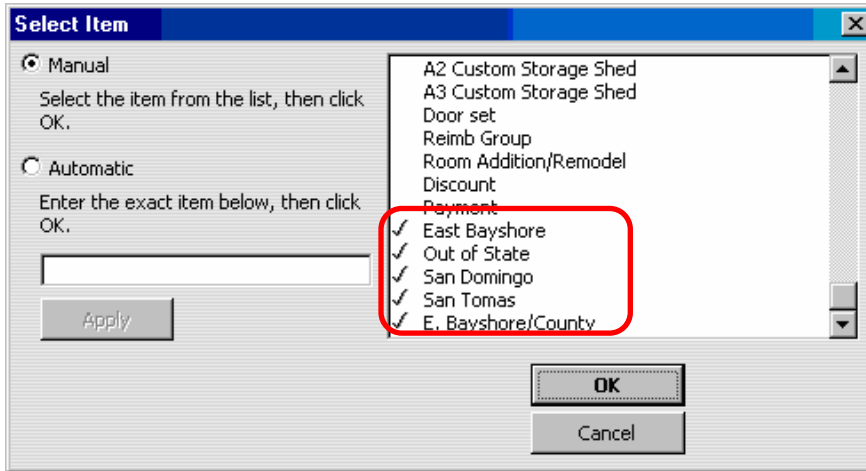 Select Item
Manual
Select the item from the list, then click
OK.
Automatic
Enter the exact item below, then click
OK.
Apply
A2 Custom Storage Shed
A3 Custom Storage Shed
Door set
Reimb Group
Room Addition/Remodel
Discount
Payment
East Bayshore
Out of State
San Domingo
San Tomas
E. Bayshore/County
OK
Cancel